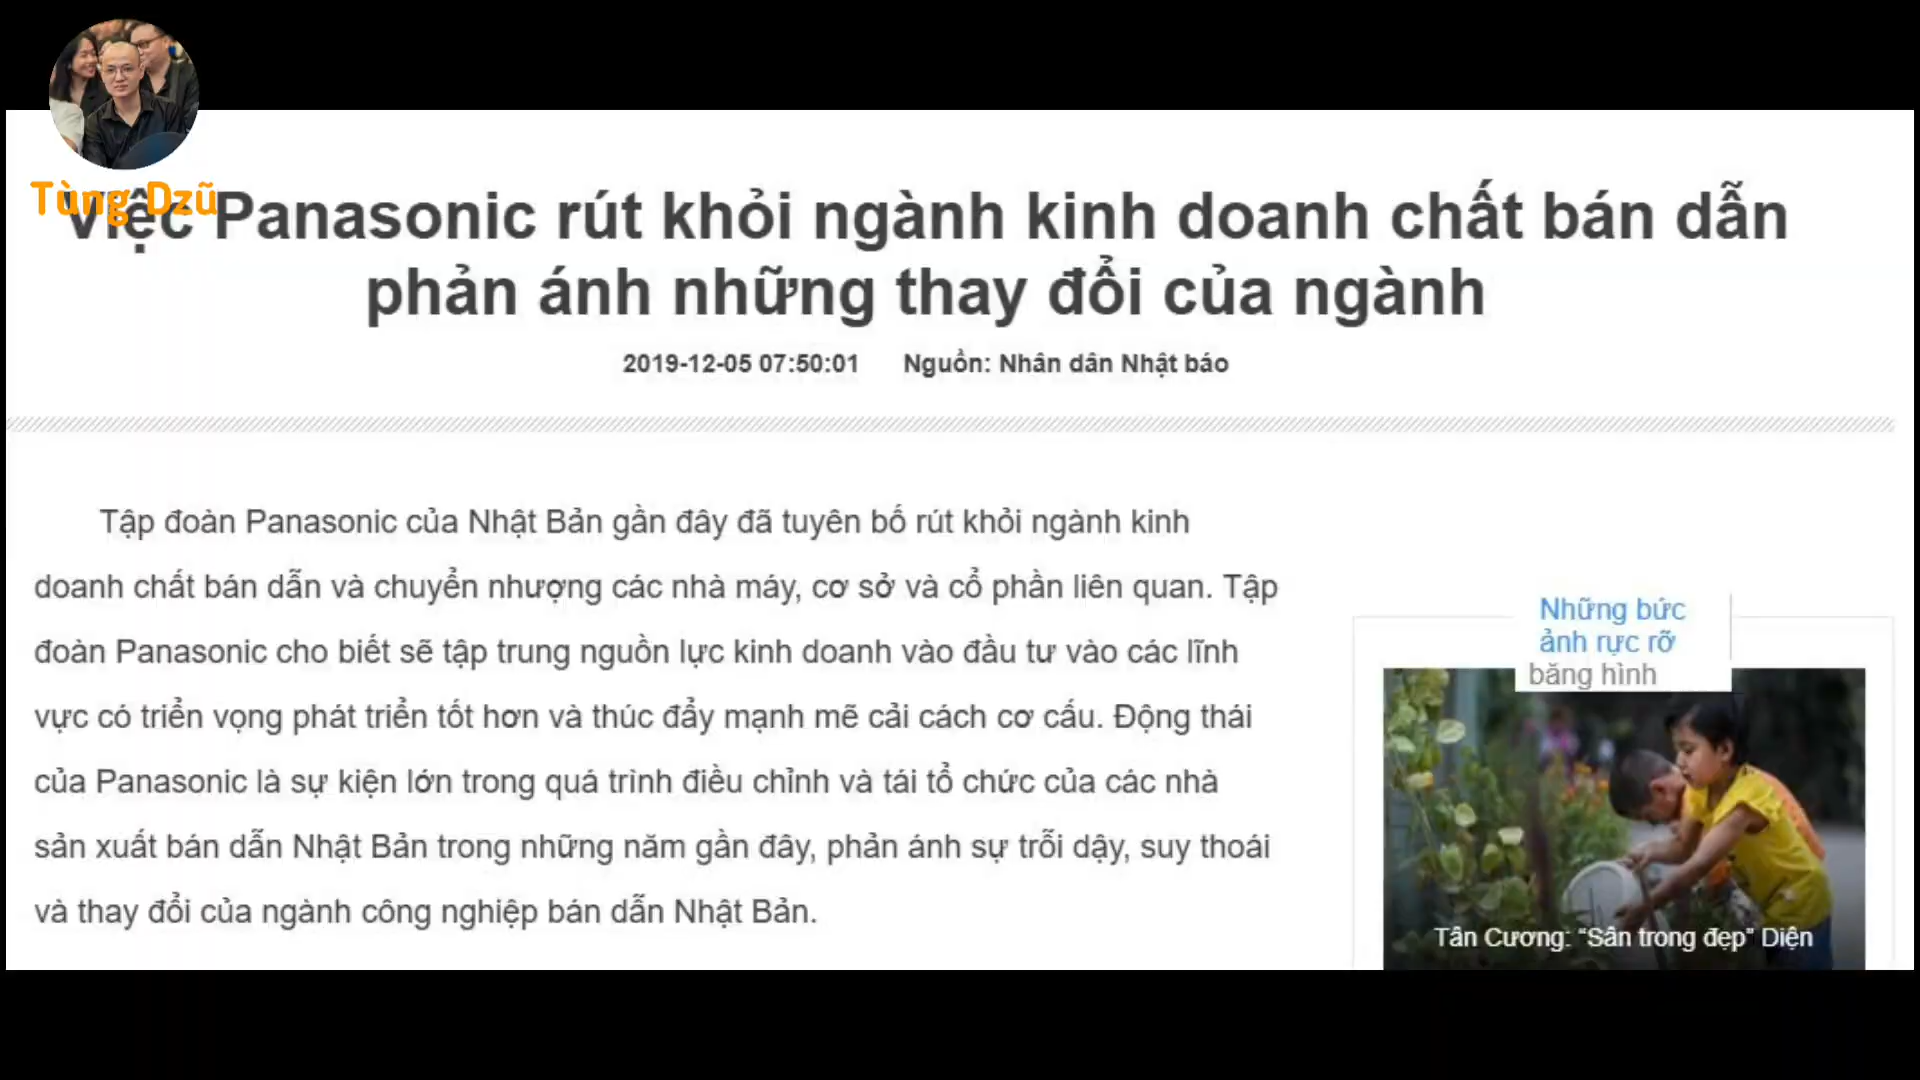 Tùng Dzũ
Việc Panasonic rút khỏi ngành kinh doanh chất bán dẫn
phản ánh những thay đổi của ngành
2019-12-05 07:50:01 Nguồn: Nhân dân Nhật báo
Tập đoàn Panasonic của Nhật Bản gần đây đã tuyên bố rút khỏi ngành kinh
doanh chất bán dẫn và chuyển nhượng các nhà máy, cơ sở và cổ phần liên quan. Tập
đoàn Panasonic cho biết sẽ tập trung nguồn lực kinh doanh vào đầu tư vào các lĩnh
vực có triển vọng phát triển tốt hơn và thúc đẩy mạnh mẽ cải cách cơ cấu. Động thái
của Panasonic là sự kiện lớn trong quá trình điều chỉnh và tái tổ chức của các nhà
sản xuất bán dẫn Nhật Bản trong những năm gần đây, phản ánh sự trỗi dậy, suy thoái
và thay đổi của ngành công nghiệp bán dẫn Nhật Bản.
Những bức
ảnh rực rỡ
băng hình
Tân Cương: “Sân trong đẹp” Diện